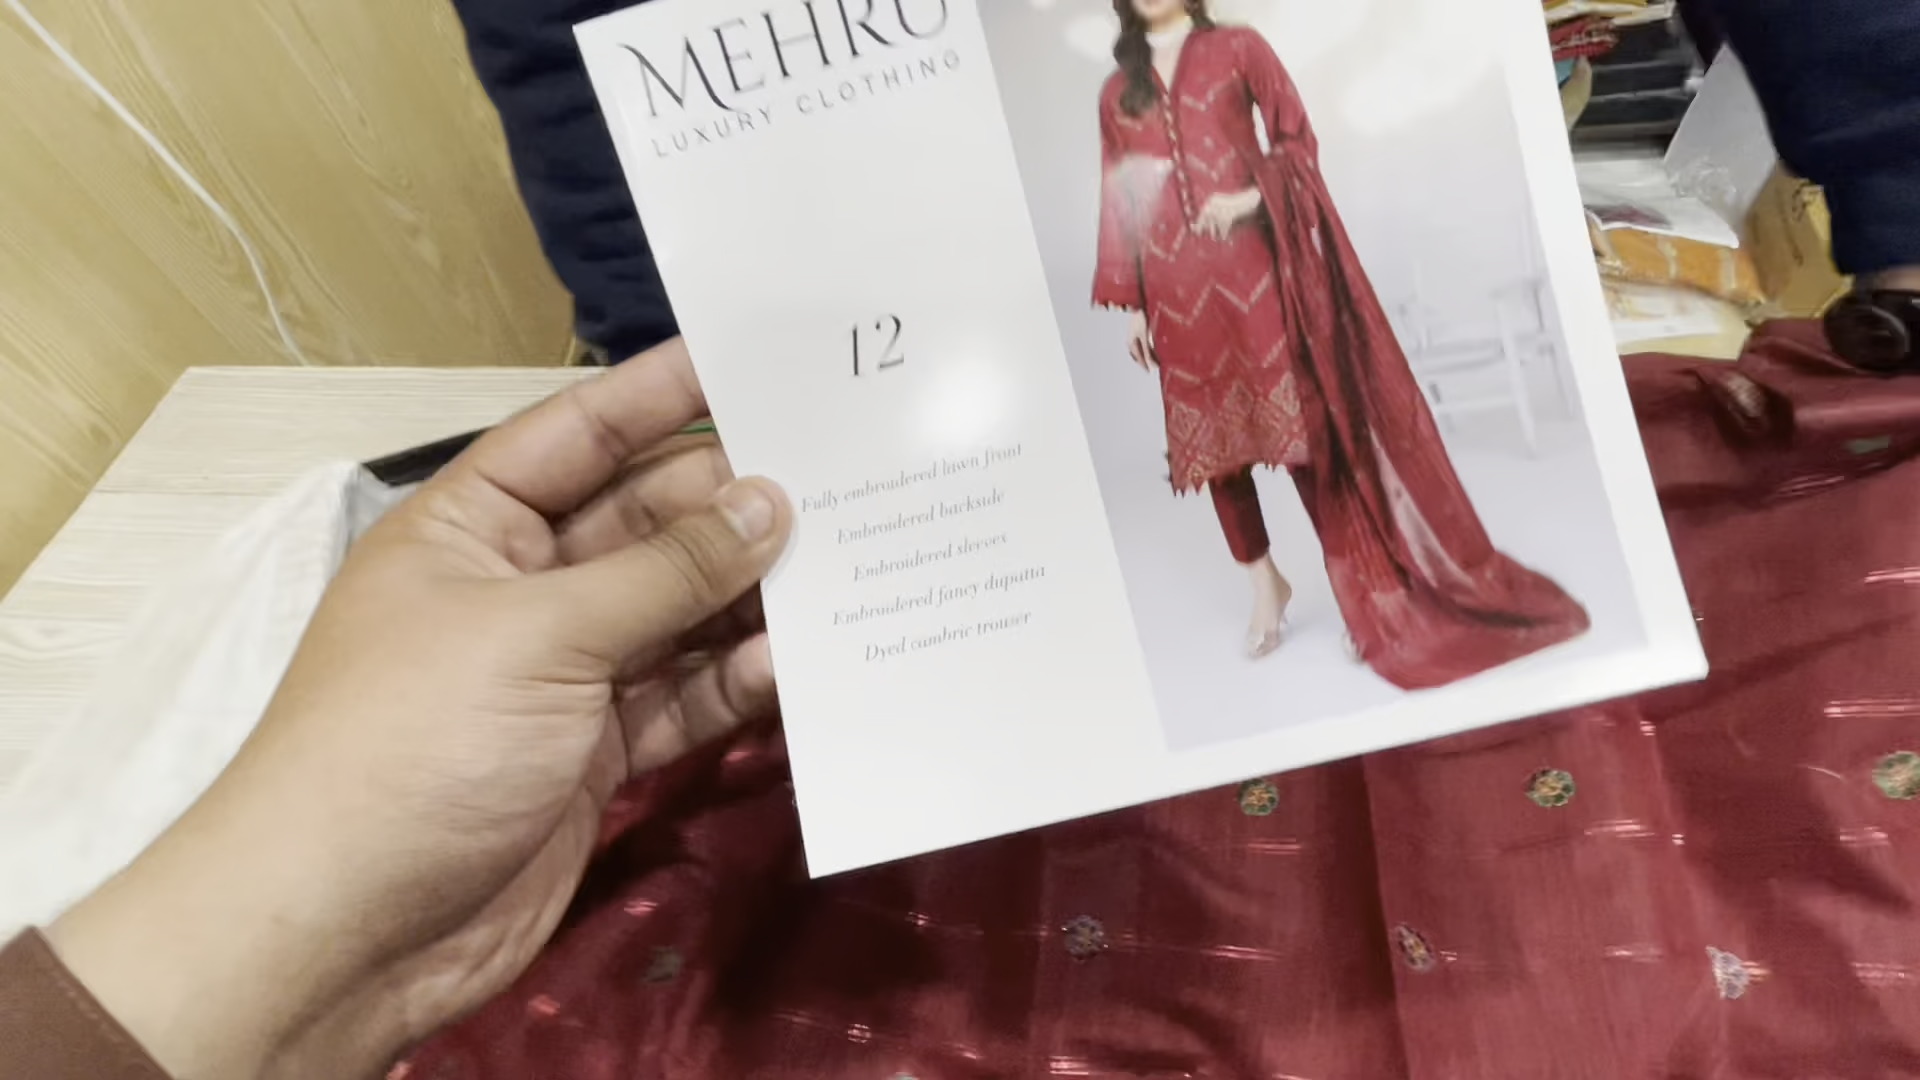 MEHRU
LUXURY CLOTHING
12
Fully embroidered lawn front
Embroidered backside
Embroidered sleeves
Embroidered fancy dupatta
Dyed cambric trouser